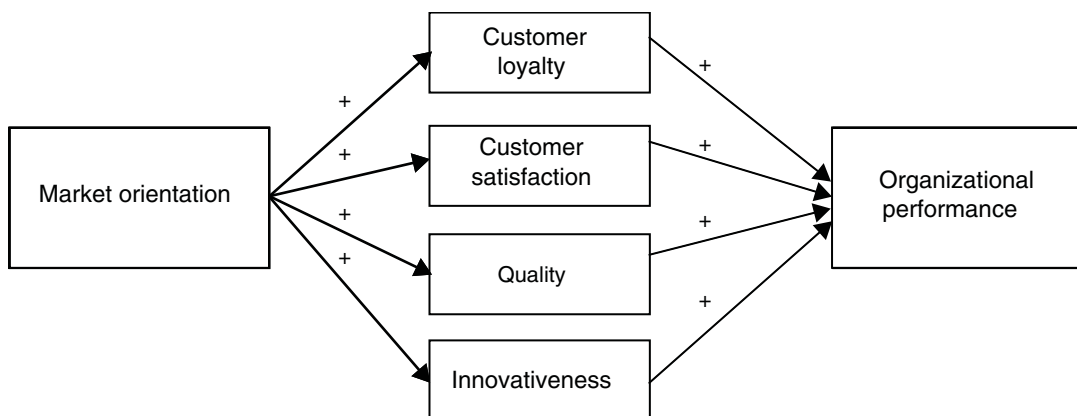 Customer
loyalty
+
+
+
Customer
satisfaction
+
+
Market orientation
Organizational
performance
+
+
Quality
+
Innovativeness